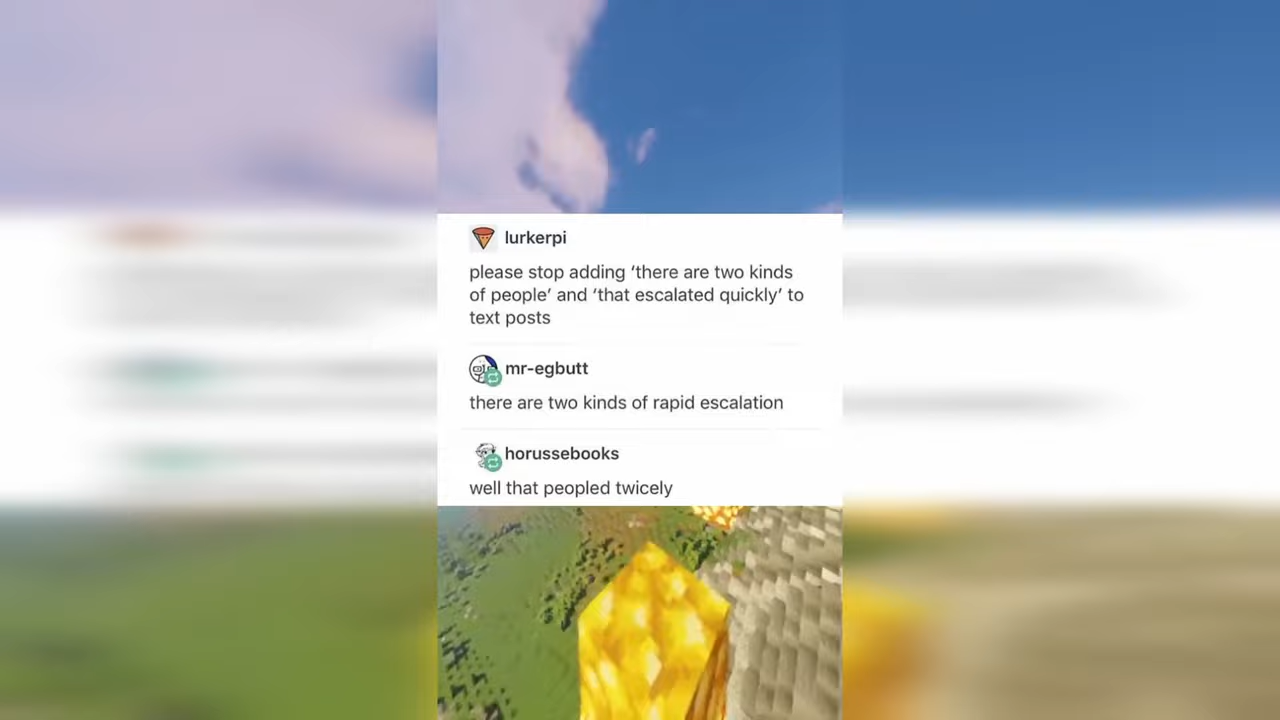 lurkerpi
please stop adding ‘there are two kinds
of people’ and ‘that escalated quickly’ to
text posts
mr-egbutt
there are two kinds of rapid escalation
horussebooks
well that peopled twicely